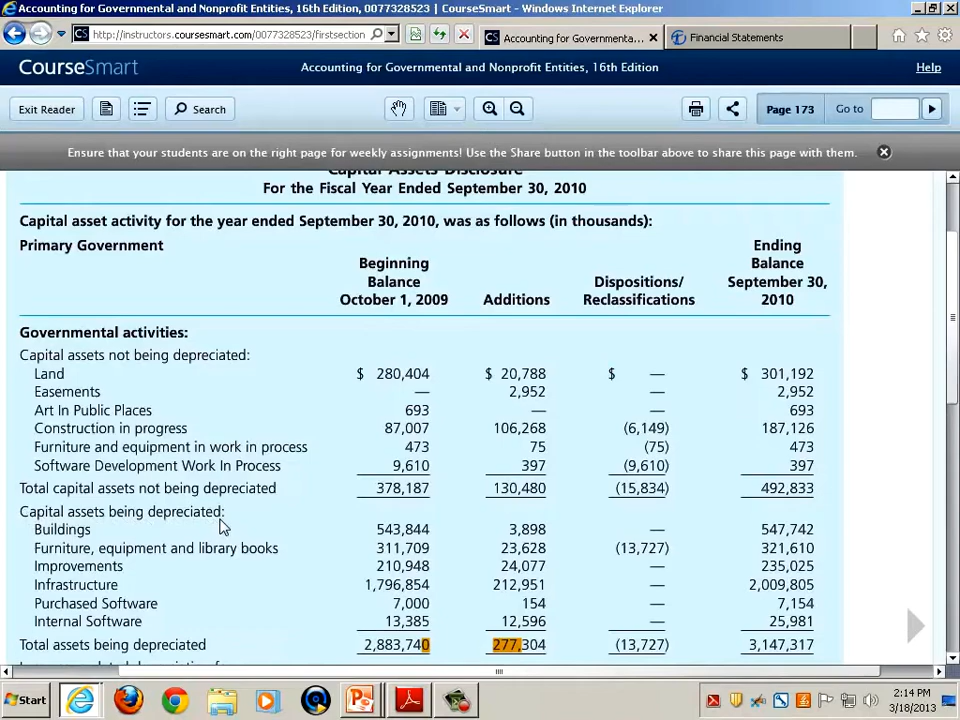 Accounting for Governmental and Nonprofit Entities, 16th Edition, 0077328523 | CourseSmart - Windows Internet Explorer
http://instructors.coursesmart.com/0077328523/firstsection
CS Accounting for Governmenta...
Financial Statements
CourseSmart
Accounting for Governmental and Nonprofit Entities, 16th Edition
Help
Exit Reader
Search
Page 173
Go to
Ensure that your students are on the right page for weekly assignments! Use the Share button in the toolbar above to share this page with them.
Capital Assets Disclosure
For the Fiscal Year Ended September 30, 2010
Capital asset activity for the year ended September 30, 2010, was as follows (in thousands):
Primary Government
Beginning Balance October 1, 2009 Additions Dispositions/ Reclassifications Ending Balance September 30, 2010
Governmental activities:
Capital assets not being depreciated:
Land $ 280,404 $ 20,788 $ — $ 301,192
Easements — 2,952 — 2,952
Art In Public Places 693 — — 693
Construction in progress 87,007 106,268 (6,149) 187,126
Furniture and equipment in work in process 473 75 (75) 473
Software Development Work In Process 9,610 397 (9,610) 397
Total capital assets not being depreciated 378,187 130,480 (15,834) 492,833
Capital assets being depreciated:
Buildings 543,844 3,898 — 547,742
Furniture, equipment and library books 311,709 23,628 (13,727) 321,610
Improvements 210,948 24,077 — 235,025
Infrastructure 1,796,854 212,951 — 2,009,805
Purchased Software 7,000 154 — 7,154
Internal Software 13,385 12,596 — 25,981
Total assets being depreciated 2,883,740 277,304 (13,727) 3,147,317
Start
2:14 PM
3/18/2013